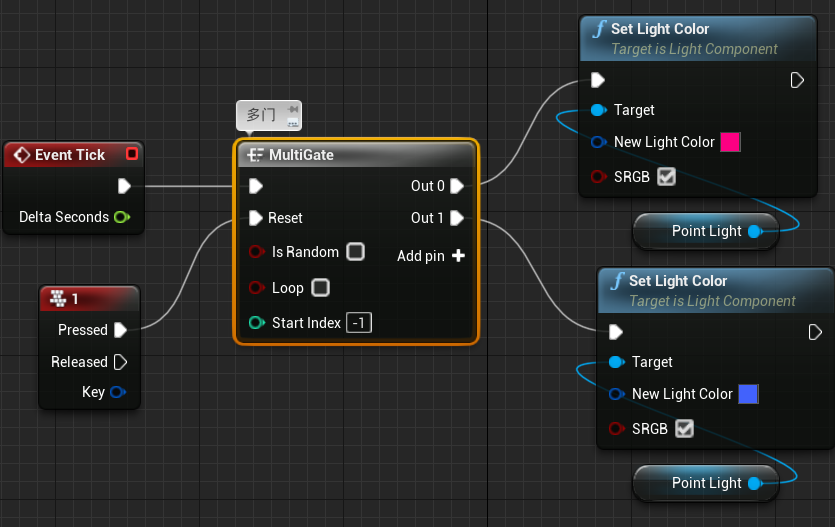 Set Light Color
Target is Light Component
Target
New Light Color
SRGB
Point Light
多门
Event Tick
Delta Seconds
MultiGate
Out 0
Reset
Out 1
Is Random
Add pin
Loop
Start Index -1
1
Pressed
Released
Key
Set Light Color
Target is Light Component
Target
New Light Color
SRGB
Point Light